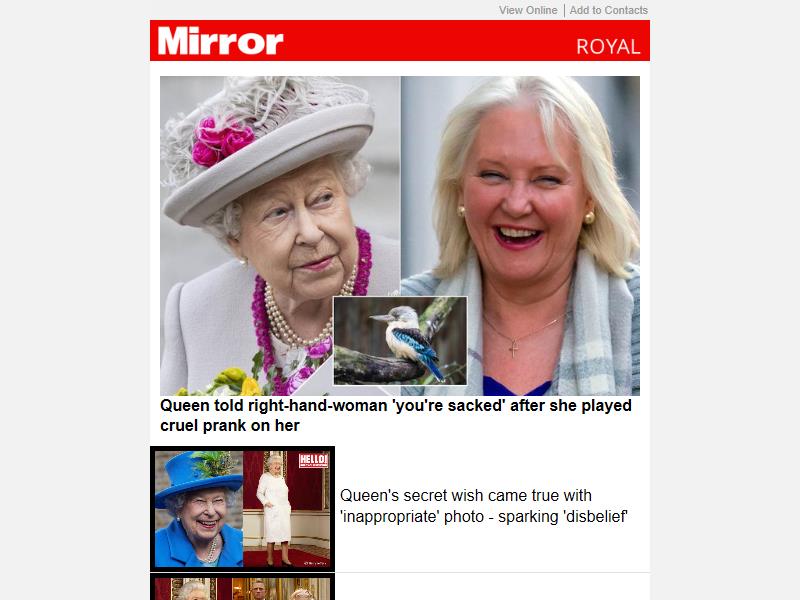 View Online | Add to Contacts
Mirror
ROYAL
Queen told right-hand-woman 'you're sacked' after she played
cruel prank on her
HELLO!
Queen's secret wish came true with
'inappropriate' photo - sparking 'disbelief'